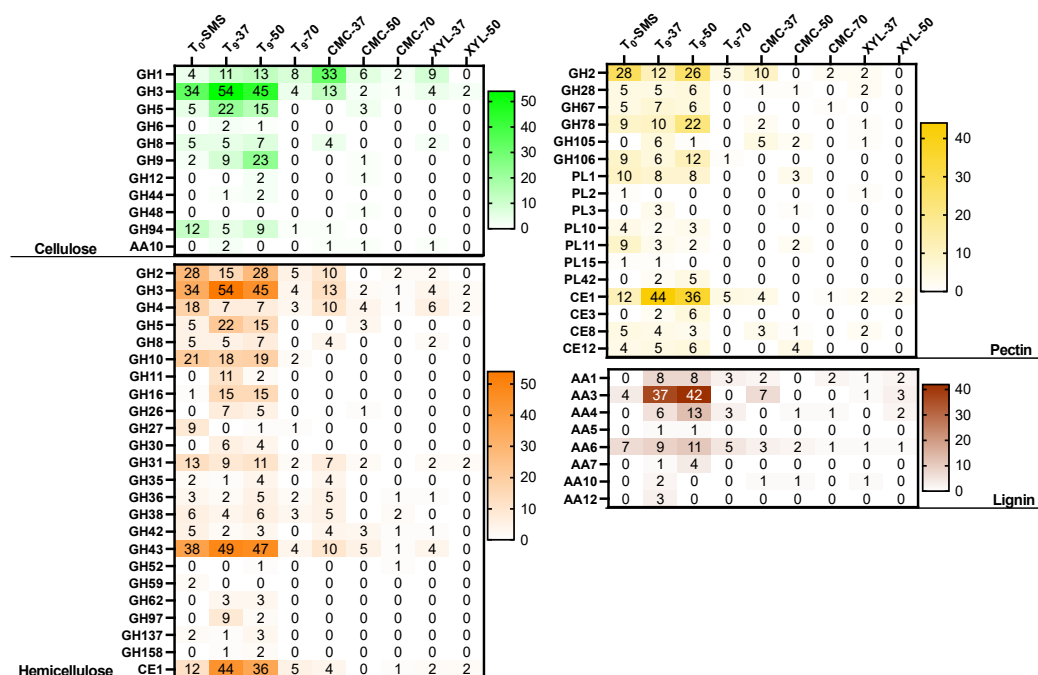 T₀-SMS T₉-37 T₉-50 T₉-70 CMC-37 CMC-50 CMC-70 XYL-37 XYL-50
GH1 4 11 13 8 33 6 2 9 0
GH3 34 54 45 4 13 2 1 4 2
GH5 5 22 15 0 0 3 0 0 0
GH6 0 2 1 0 0 0 0 0 0
GH8 5 5 7 0 4 0 0 2 0
GH9 2 9 23 0 0 1 0 0 0
GH12 0 0 2 0 0 1 0 0 0
GH44 0 1 2 0 0 0 0 0 0
GH48 0 0 0 0 0 1 0 0 0
GH94 12 5 9 1 1 0 0 0 0
AA10 0 2 0 0 1 1 0 1 0
Cellulose
50
40
30
20
10
0
GH2 28 15 28 5 10 0 2 2 0
GH3 34 54 45 4 13 2 1 4 2
GH4 18 7 7 3 10 4 1 6 2
GH5 5 22 15 0 0 3 0 0 0
GH8 5 5 7 0 4 0 0 2 0
GH10 21 18 19 2 0 0 0 0 0
GH11 0 11 2 0 0 0 0 0 0
GH16 1 15 15 0 0 0 0 0 0
GH26 0 7 5 0 0 1 0 0 0
GH27 9 0 1 1 0 0 0 0 0
GH30 0 6 4 0 0 0 0 0 0
GH31 13 9 11 2 7 2 0 2 2
GH35 2 1 4 0 4 0 0 0 0
GH36 3 2 5 2 5 0 1 1 0
GH38 6 4 6 3 5 0 2 0 0
GH42 5 2 3 0 4 3 1 1 0
GH43 38 49 47 4 10 5 1 4 0
GH52 0 0 1 0 0 0 1 0 0
GH59 2 0 0 0 0 0 0 0 0
GH62 0 3 3 0 0 0 0 0 0
GH97 0 9 2 0 0 0 0 0 0
GH137 2 1 3 0 0 0 0 0 0
GH158 0 1 2 0 0 0 0 0 0
CE1 12 44 36 5 4 0 1 2 2
Hemicellulose
50
40
30
20
10
0
T₀-SMS T₉-37 T₉-50 T₉-70 CMC-37 CMC-50 CMC-70 XYL-37 XYL-50
GH2 28 12 26 5 10 0 2 2 0
GH28 5 5 6 0 1 1 0 2 0
GH67 5 7 6 0 0 0 1 0 0
GH78 9 10 22 0 2 0 0 1 0
GH105 0 6 1 0 5 2 0 1 0
GH106 9 6 12 1 0 0 0 0 0
PL1 10 8 8 0 0 3 0 0 0
PL2 1 0 0 0 0 0 0 1 0
PL3 0 3 0 0 0 1 0 0 0
PL10 4 2 3 0 0 0 0 0 0
PL11 9 3 2 0 0 2 0 0 0
PL15 1 1 0 0 0 0 0 0 0
PL42 0 2 5 0 0 0 0 0 0
CE1 12 44 36 5 4 0 1 2 2
CE3 0 2 6 0 0 0 0 0 0
CE8 5 4 3 0 3 1 0 2 0
CE12 4 5 6 0 0 4 0 0 0
Pectin
40
30
20
10
0
AA1 0 8 8 3 2 0 2 1 2
AA3 4 37 42 0 7 0 0 1 3
AA4 0 6 13 3 0 1 1 0 2
AA5 0 1 1 0 0 0 0 0 0
AA6 7 9 11 5 3 2 1 1 1
AA7 0 1 4 0 0 0 0 0 0
AA10 0 2 0 0 1 1 0 1 0
AA12 0 3 0 0 0 0 0 0 0
Lignin
40
30
20
10
0